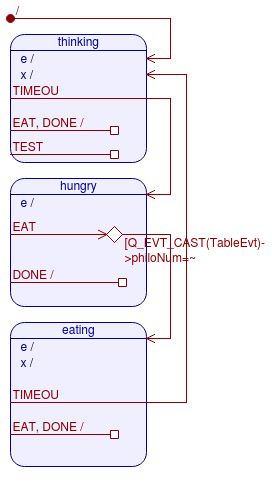 /
thinking
e /
x /
TIMEOU
EAT, DONE /
TEST
hungry
e /
EAT
[Q_EVT_CAST(TableEvt)-
>philoNum=~
DONE /
eating
e /
x /
TIMEOU
EAT, DONE /